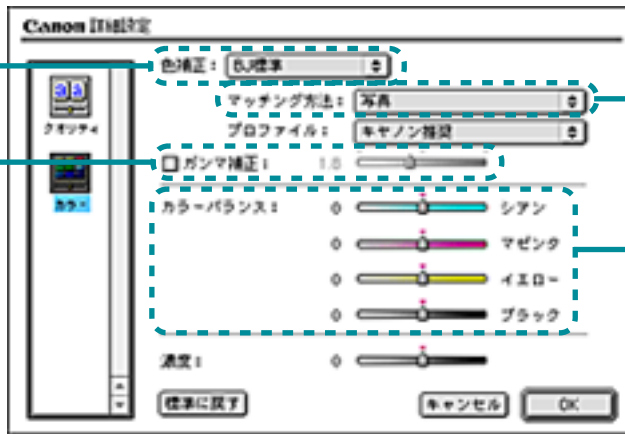 Canon 詳細設定
クオリティ
カラー
色補正： BJ標準
マッチング方法： 写真
プロファイル： キヤノン推奨
ガンマ補正： 1.8
カラーバランス： 0 シアン
0 マゼンタ
0 イエロー
0 ブラック
濃度： 0
標準に戻す キャンセル OK